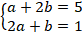 a + 2b = 5
2a + b = 1